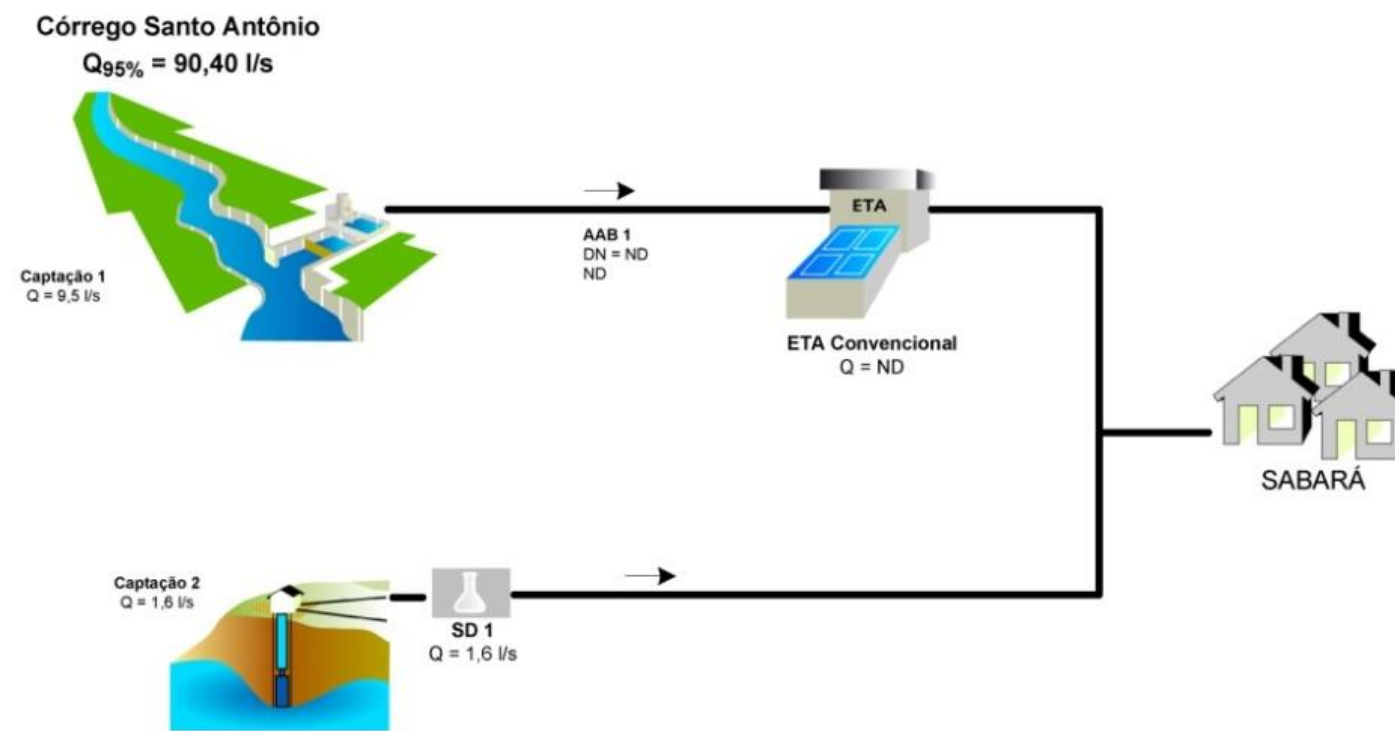 Córrego Santo Antônio
Q95% = 90,40 l/s
Captação 1
Q = 9,5 l/s
AAB 1
DN = ND
ND
ETA
ETA Convencional
Q = ND
SABARÁ
Captação 2
Q = 1,6 l/s
SD 1
Q = 1,6 l/s